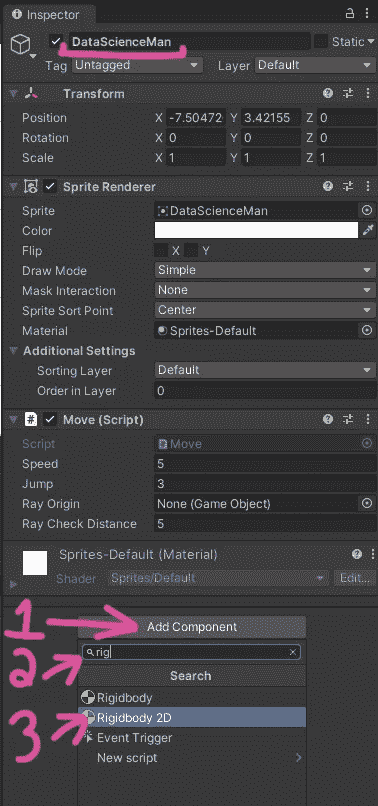 Inspector
DataScienceMan Static
Tag Untagged Layer Default
Transform
Position X -7.50472 Y 3.42155 Z 0
Rotation X 0 Y 0 Z 0
Scale X 1 Y 1 Z 1
Sprite Renderer
Sprite DataScienceMan
Color
Flip X Y
Draw Mode Simple
Mask Interaction None
Sprite Sort Point Center
Material Sprites-Default
Additional Settings
Sorting Layer Default
Order in Layer 0
# Move (Script)
Script Move
Speed 5
Jump 3
Ray Origin None (Game Object)
Ray Check Distance 5
Sprites-Default (Material)
Shader Sprites/Default Edit...
1 Add Component
2 rig
Search
Rigidbody
3 Rigidbody 2D
Event Trigger
New script